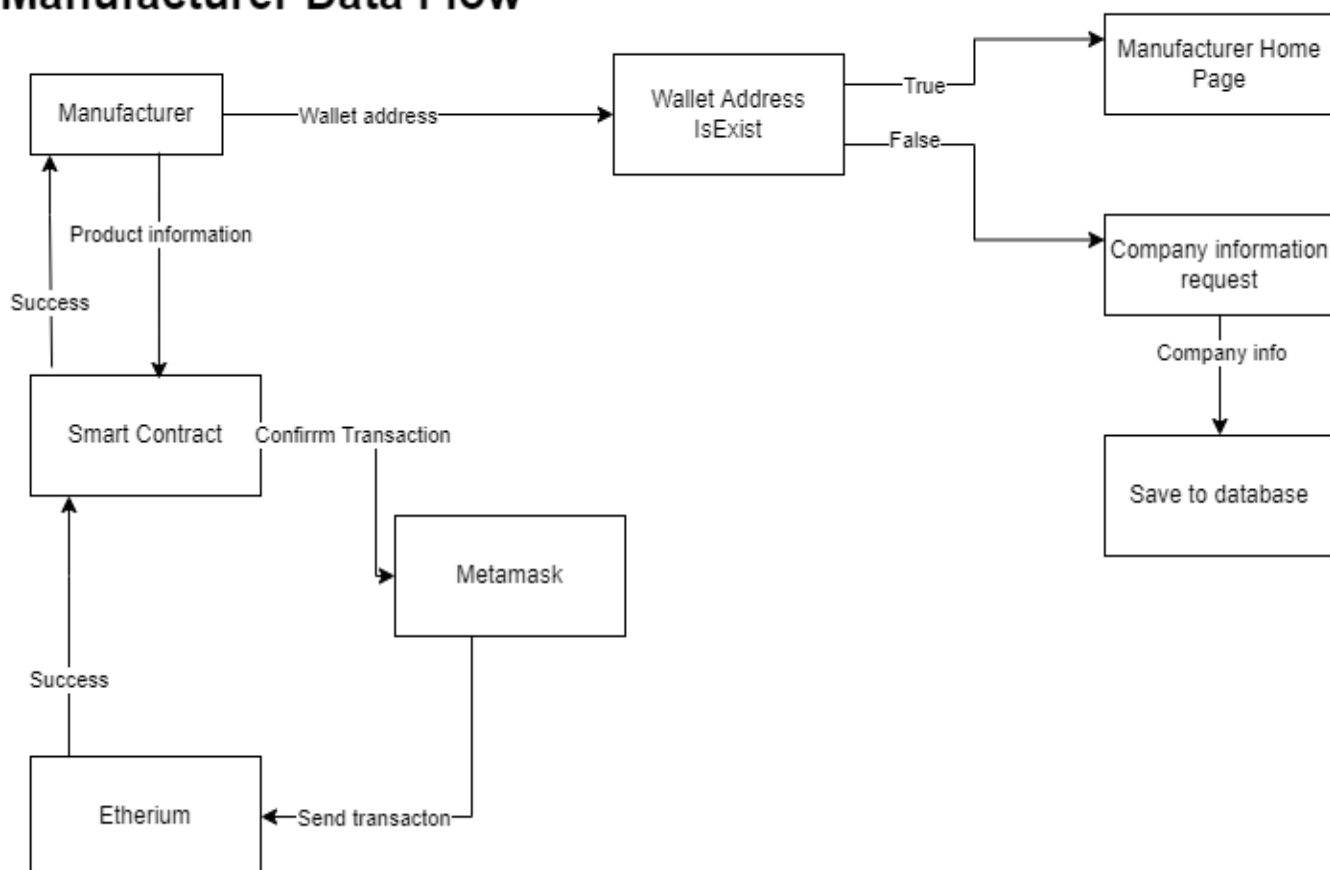 Manufacturer Data Flow
Manufacturer Home
Page
Manufacturer
Wallet address
Wallet Address
IsExist
True
False
Product information
Company information
request
Success
Company info
Smart Contract
Confirrm Transaction
Save to database
Metamask
Success
Etherium
Send transacton